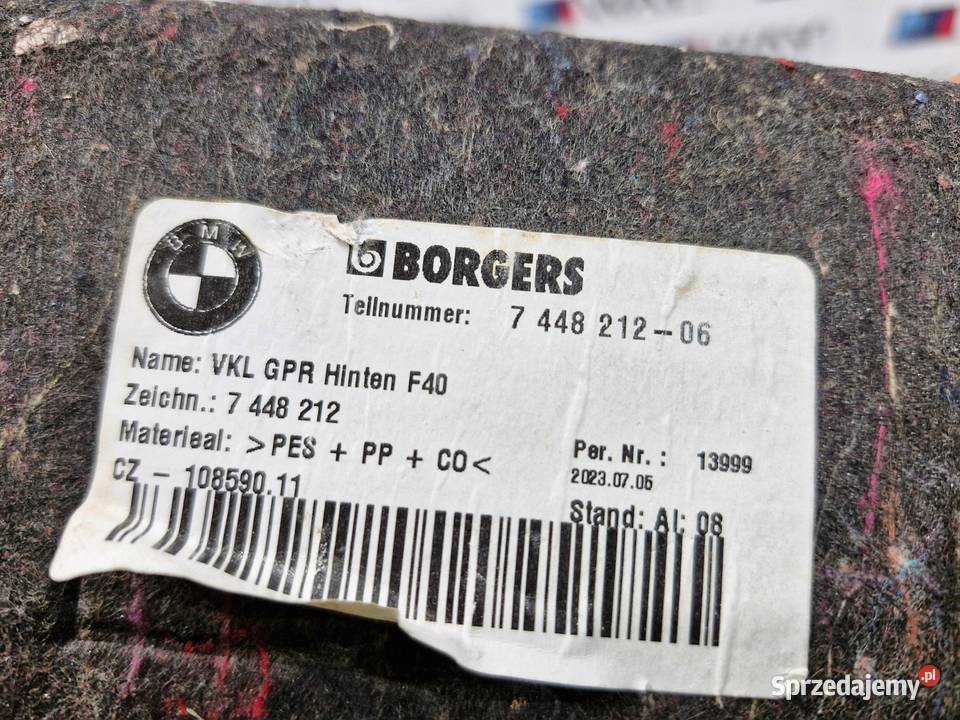 BMW
BORGERS
Teilnummer: 7 448 212-06
Name: VKL GPR Hinten F40
Zeichn.: 7 448 212
Materieal: >PES + PP + CO<
Per. Nr.: 13999
CZ - 108590.11
2023.07.05
Stand: AI: 08
Sprzedajemy.pl